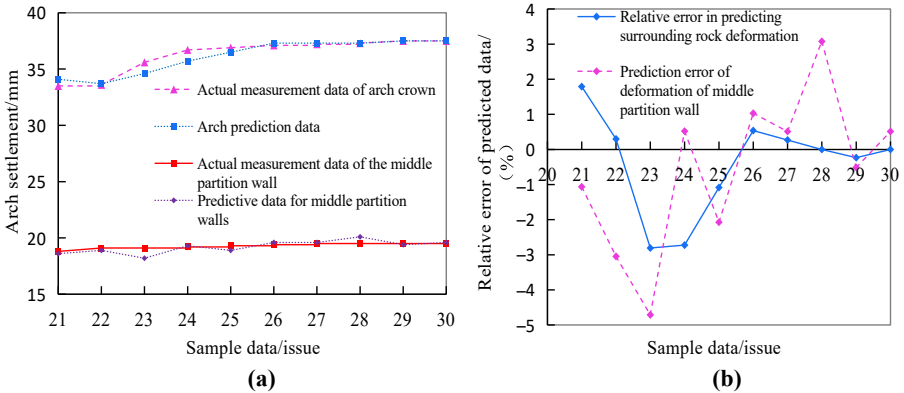 Arch settlement/mm
40
35
30
25
20
15
Actual measurement data of arch crown
Arch prediction data
Actual measurement data of the middle
partition wall
Predictive data for middle partition
walls
21 22 23 24 25 26 27 28 29 30
Sample data/issue
(a)
Relative error of predicted data/
(%)
4
3
2
1
0
−1
−2
−3
−4
−5
Relative error in predicting
surrounding rock deformation
Prediction error of
deformation of middle
partition wall
20 21 22 23 24 25 26 27 28 29 30
Sample data/issue
(b)